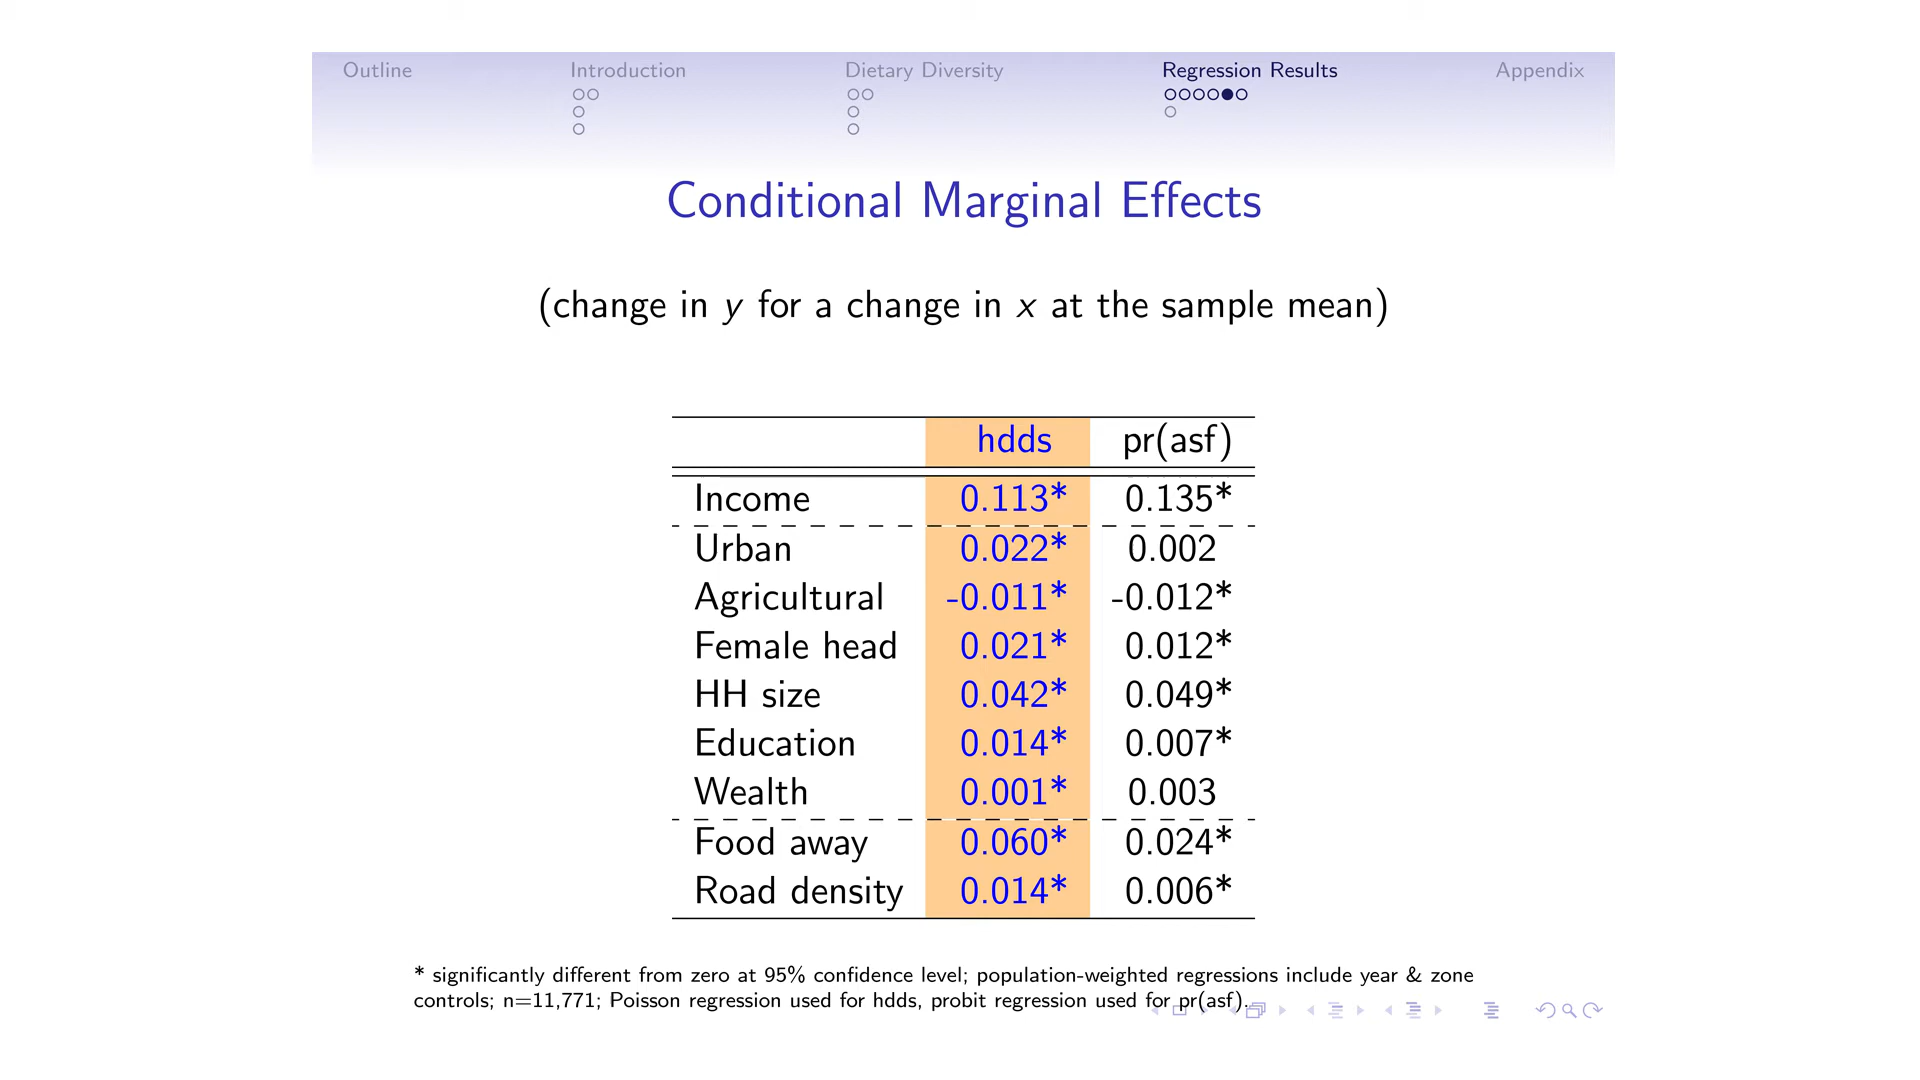 Outline Introduction Dietary Diversity Regression Results Appendix
Conditional Marginal Effects
(change in y for a change in x at the sample mean)
hdds pr(asf)
Income 0.113* 0.135*
Urban 0.022* 0.002
Agricultural -0.011* -0.012*
Female head 0.021* 0.012*
HH size 0.042* 0.049*
Education 0.014* 0.007*
Wealth 0.001* 0.003
Food away 0.060* 0.024*
Road density 0.014* 0.006*
* significantly different from zero at 95% confidence level; population-weighted regressions include year & zone
controls; n=11,771; Poisson regression used for hdds, probit regression used for pr(asf).